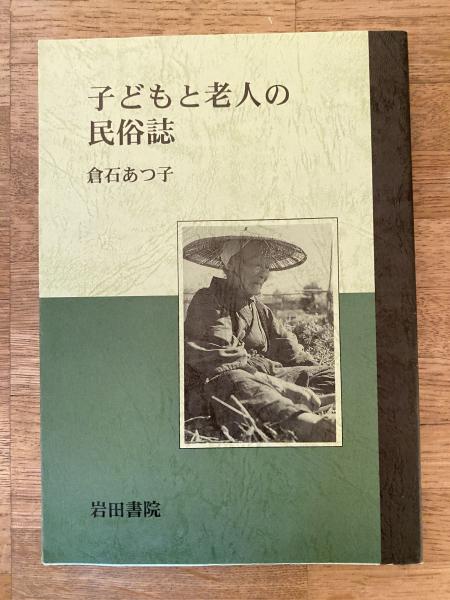 子どもと老人の
民俗誌
倉石あつ子
岩田書院